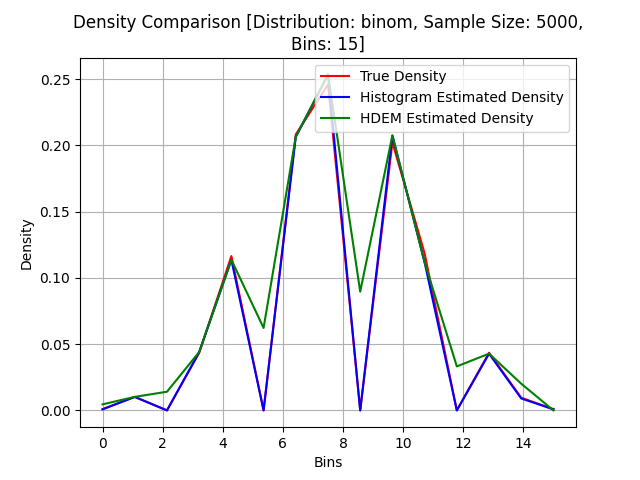 Density Comparison [Distribution: binom, Sample Size: 5000,
Bins: 15]
True Density
Histogram Estimated Density
HDEM Estimated Density
Density
0.25
0.20
0.15
0.10
0.05
0.00
0 2 4 6 8 10 12 14
Bins